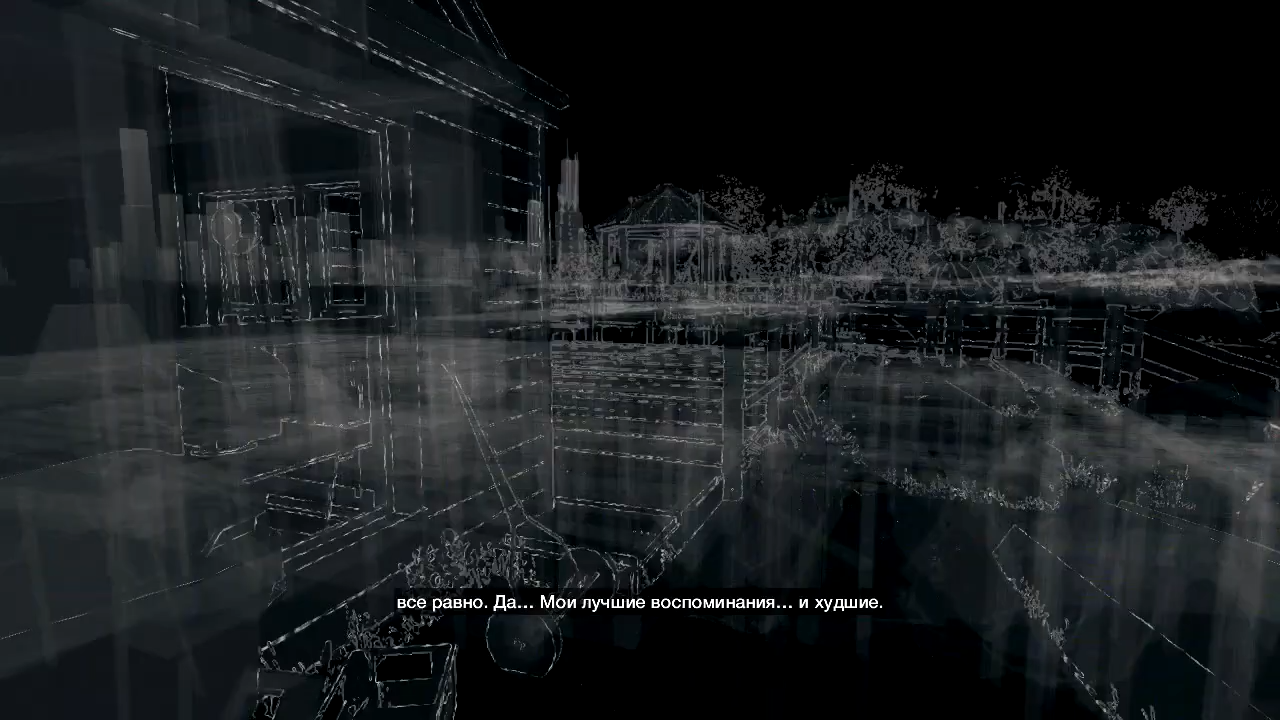 все равно. Да... Мои лучшие воспоминания... и худшие.